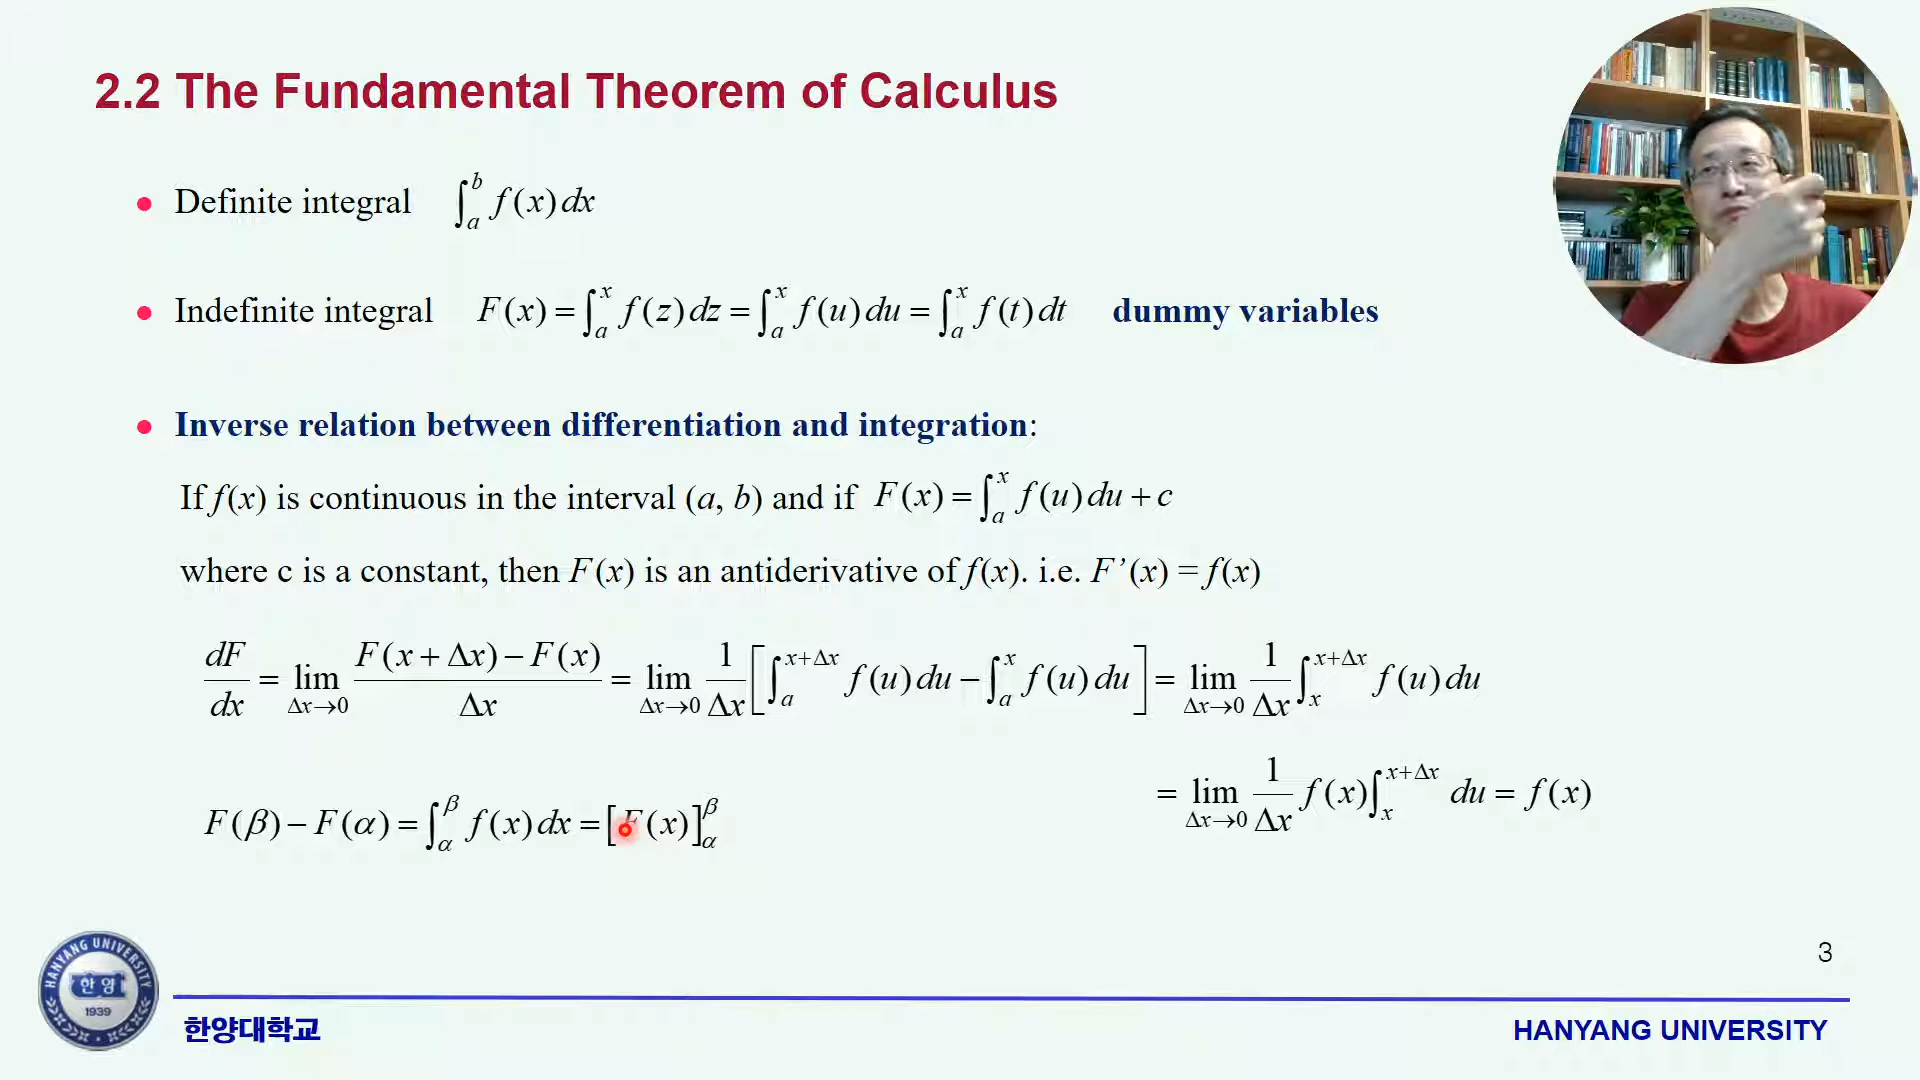 2.2 The Fundamental Theorem of Calculus
• Definite integral ∫_a^b f(x)dx
• Indefinite integral F(x) = ∫_a^x f(z)dz = ∫_a^x f(u)du = ∫_a^x f(t)dt dummy variables
• Inverse relation between differentiation and integration:
If f(x) is continuous in the interval (a, b) and if F(x) = ∫_a^x f(u)du + c
where c is a constant, then F(x) is an antiderivative of f(x). i.e. F’(x) = f(x)
dF/dx = lim_{Δx→0} (F(x + Δx) − F(x))/Δx = lim_{Δx→0} 1/Δx [∫_a^{x+Δx} f(u)du − ∫_a^x f(u)du] = lim_{Δx→0} 1/Δx ∫_x^{x+Δx} f(u)du
= lim_{Δx→0} 1/Δx f(x)∫_x^{x+Δx} du = f(x)
F(β) − F(α) = ∫_α^β f(x)dx = [F(x)]_α^β
3
HANYANG UNIVERSITY
한양
1939
한양대학교
HANYANG UNIVERSITY